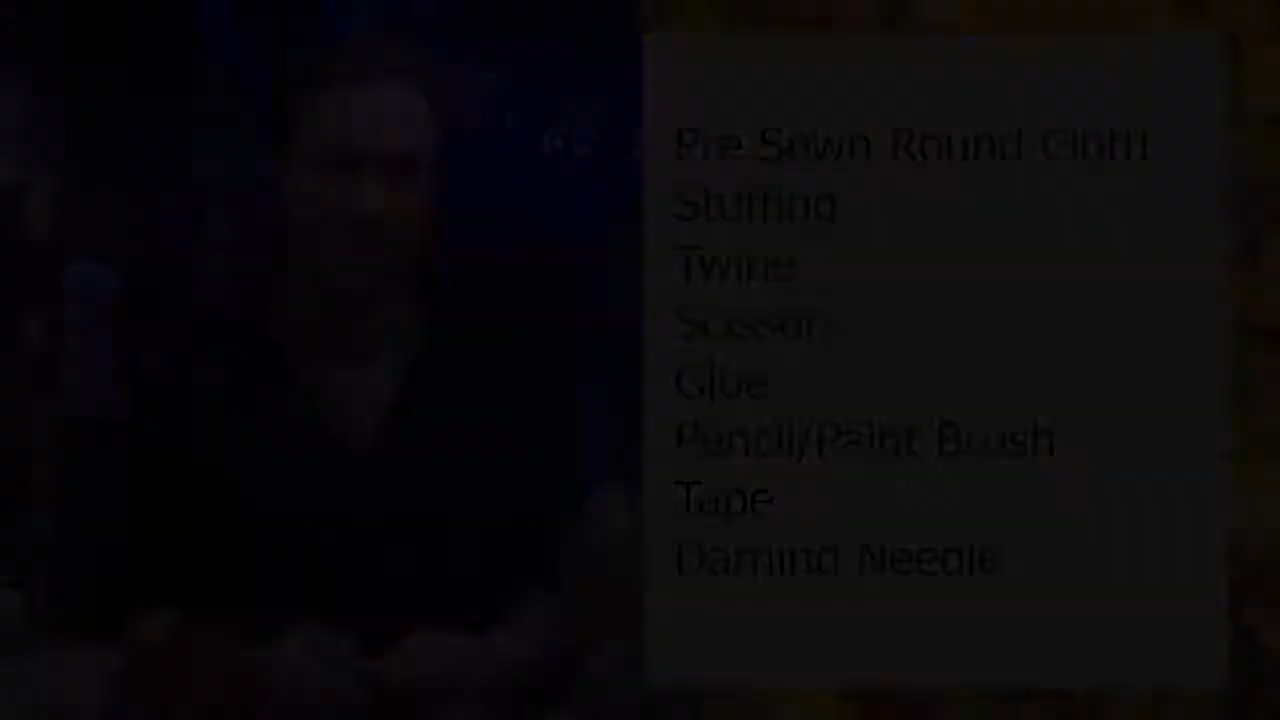 Pre Sewn Round Cloth
Stuffing
Twine
Scissor
Glue
Pencil/Paint Brush
Tape
Darning Needle